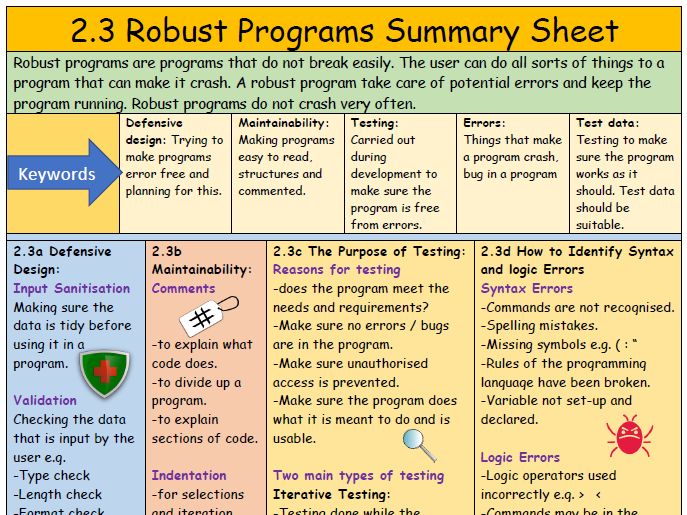 2.3 Robust Programs Summary Sheet
Robust programs are programs that do not break easily. The user can do all sorts of things to a
program that can make it crash. A robust program take care of potential errors and keep the
program running. Robust programs do not crash very often.
Keywords
Defensive
design: Trying to
make programs
error free and
planning for this.
Maintainability:
Making programs
easy to read,
structures and
commented.
Testing:
Carried out
during
development to
make sure the
program is free
from errors.
Errors:
Things that make
a program crash,
bug in a program
Test data:
Testing to make
sure the program
works as it
should. Test data
should be
suitable.
2.3a Defensive
Design:
Input Sanitisation
Making sure the
data is tidy before
using it in a
program.
Validation
Checking the data
that is input by the
user e.g.
-Type check
-Length check
-Format check
2.3b
Maintainability:
Comments
#
-to explain what
code does.
-to divide up a
program.
-to explain
sections of code.
Indentation
-for selections
and iteration
2.3c The Purpose of Testing:
Reasons for testing
-does the program meet the
needs and requirements?
-Make sure no errors / bugs
are in the program.
-Make sure unauthorised
access is prevented.
-Make sure the program does
what it is meant to do and is
usable.
Two main types of testing
Iterative Testing:
-Testing done while the
2.3d How to Identify Syntax
and logic Errors
Syntax Errors
-Commands are not recognised.
-Spelling mistakes.
-Missing symbols e.g. ( : “
-Rules of the programming
language have been broken.
-Variable not set-up and
declared.
Logic Errors
-Logic operators used
incorrectly e.g. > <
-Commands may be in the